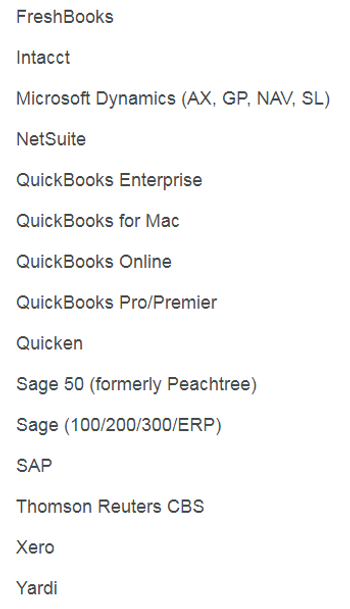 FreshBooks
Intacct
Microsoft Dynamics (AX, GP, NAV, SL)
NetSuite
QuickBooks Enterprise
QuickBooks for Mac
QuickBooks Online
QuickBooks Pro/Premier
Quicken
Sage 50 (formerly Peachtree)
Sage (100/200/300/ERP)
SAP
Thomson Reuters CBS
Xero
Yardi